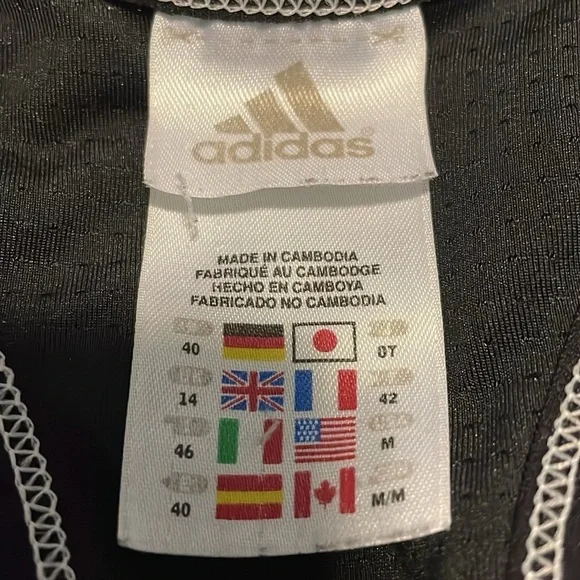 adidas
MADE IN CAMBODIA
FABRIQUÉ AU CAMBODGE
HECHO EN CAMBOYA
FABRICADO NO CAMBODIA
40 OT
14 42
46 M
40 M/M